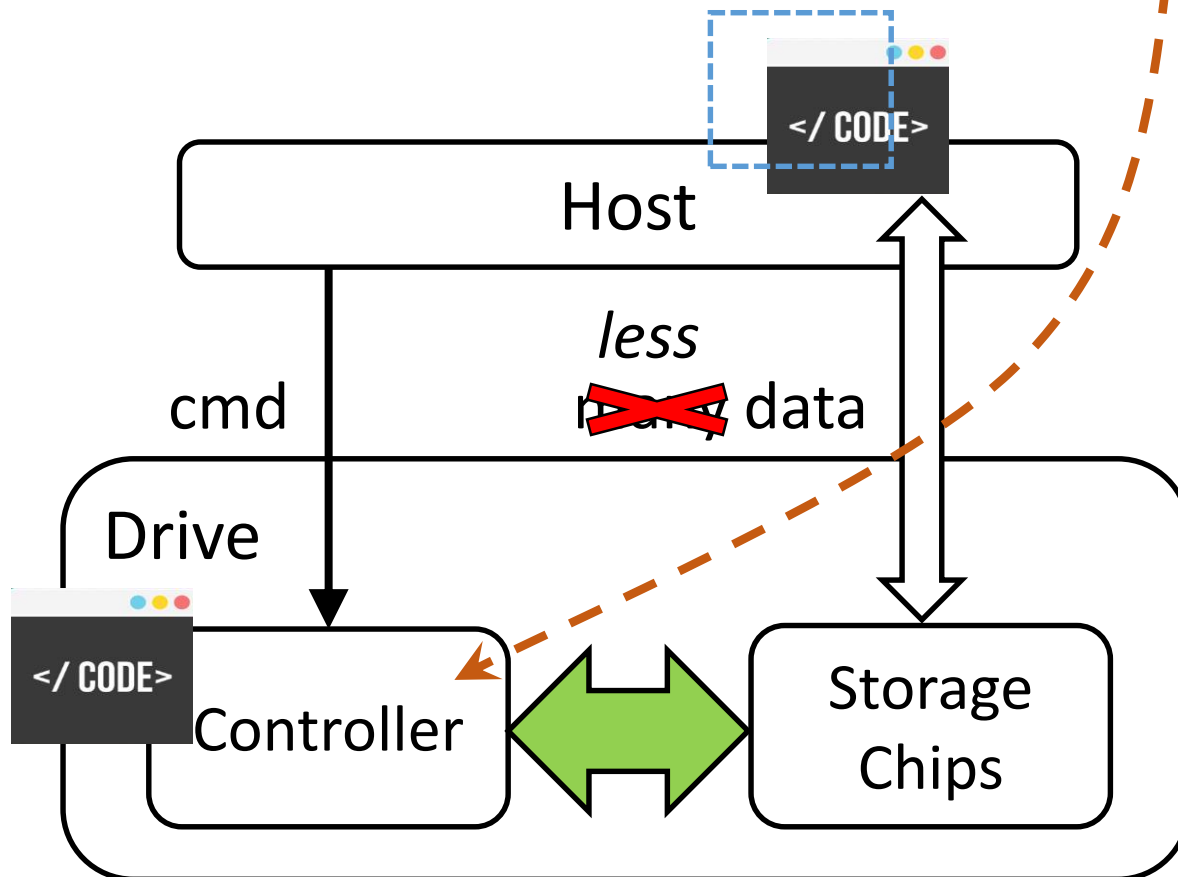 </ CODE>
Host
less
cmd
many data
Drive
</ CODE>
Controller
Storage
Chips